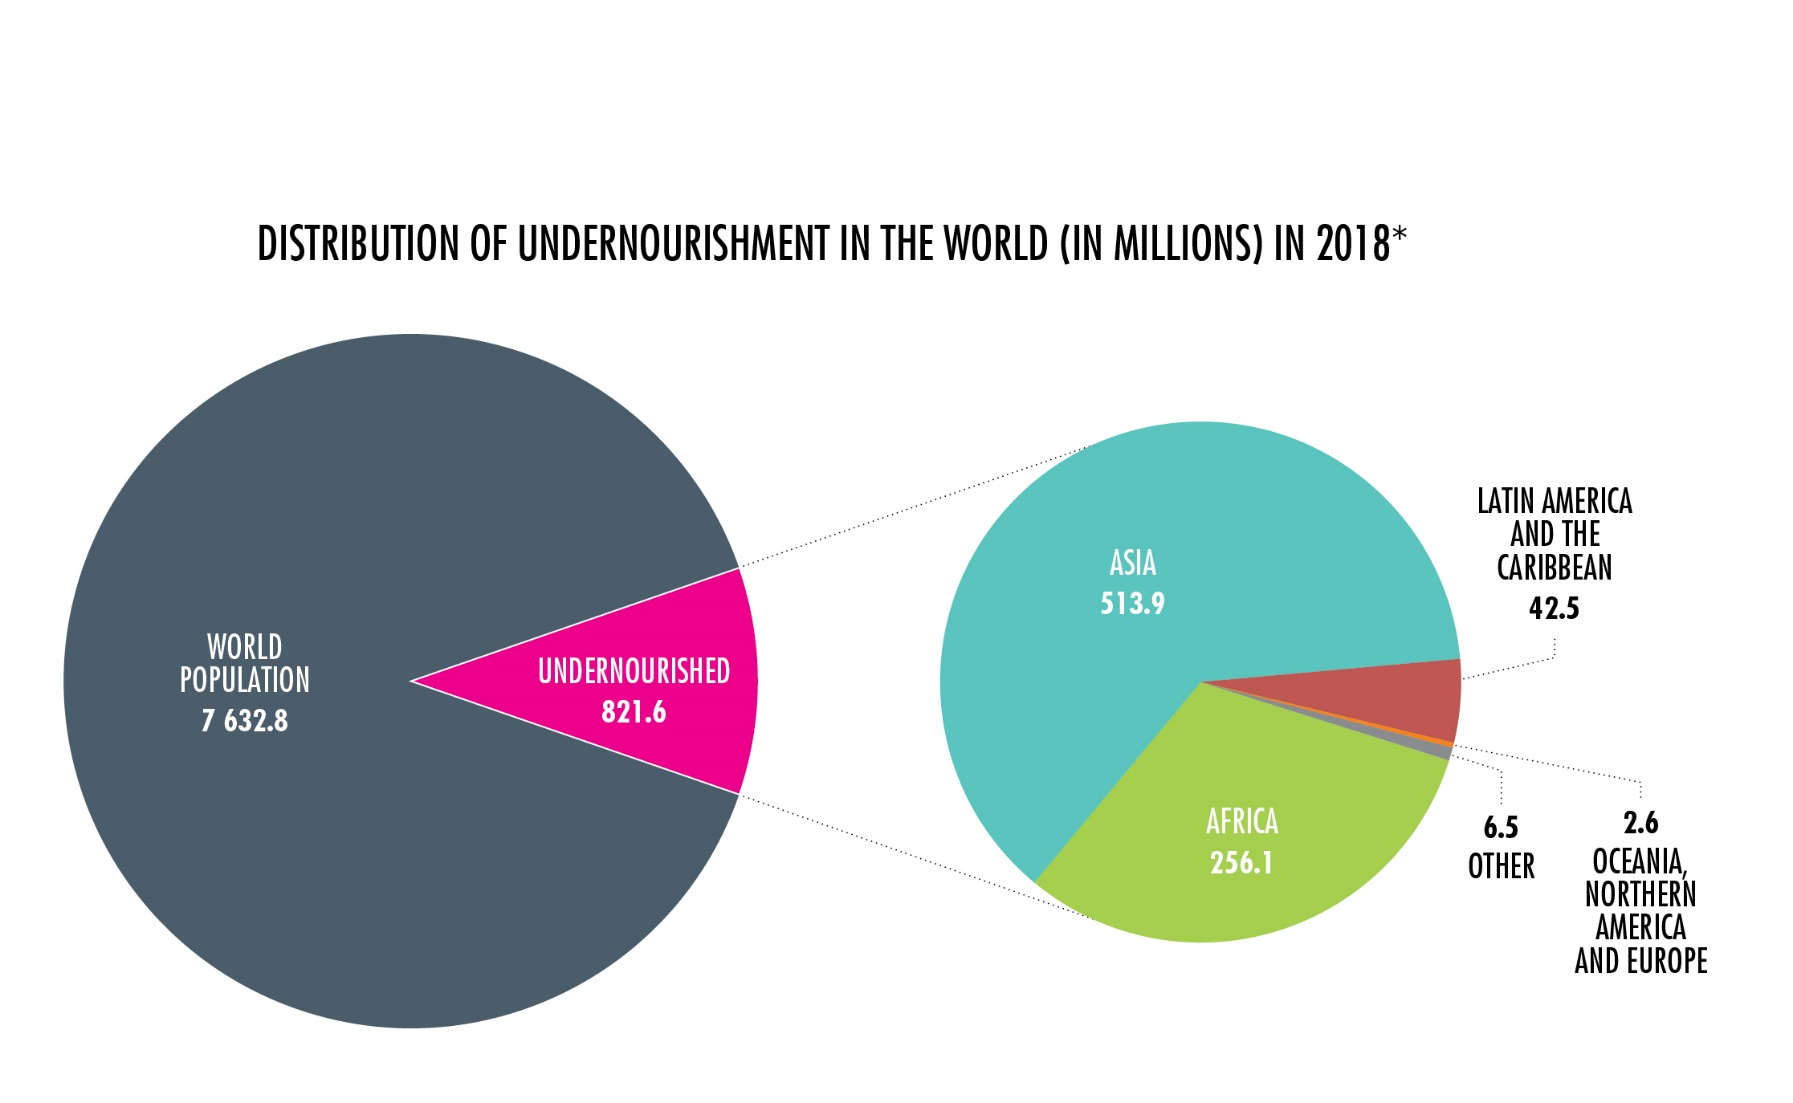 DISTRIBUTION OF UNDERNOURISHMENT IN THE WORLD (IN MILLIONS) IN 2018*
WORLD
POPULATION
7 632.8
UNDERNOURISHED
821.6
ASIA
513.9
LATIN AMERICA
AND THE
CARIBBEAN
42.5
AFRICA
256.1
6.5
OTHER
2.6
OCEANIA,
NORTHERN
AMERICA
AND EUROPE